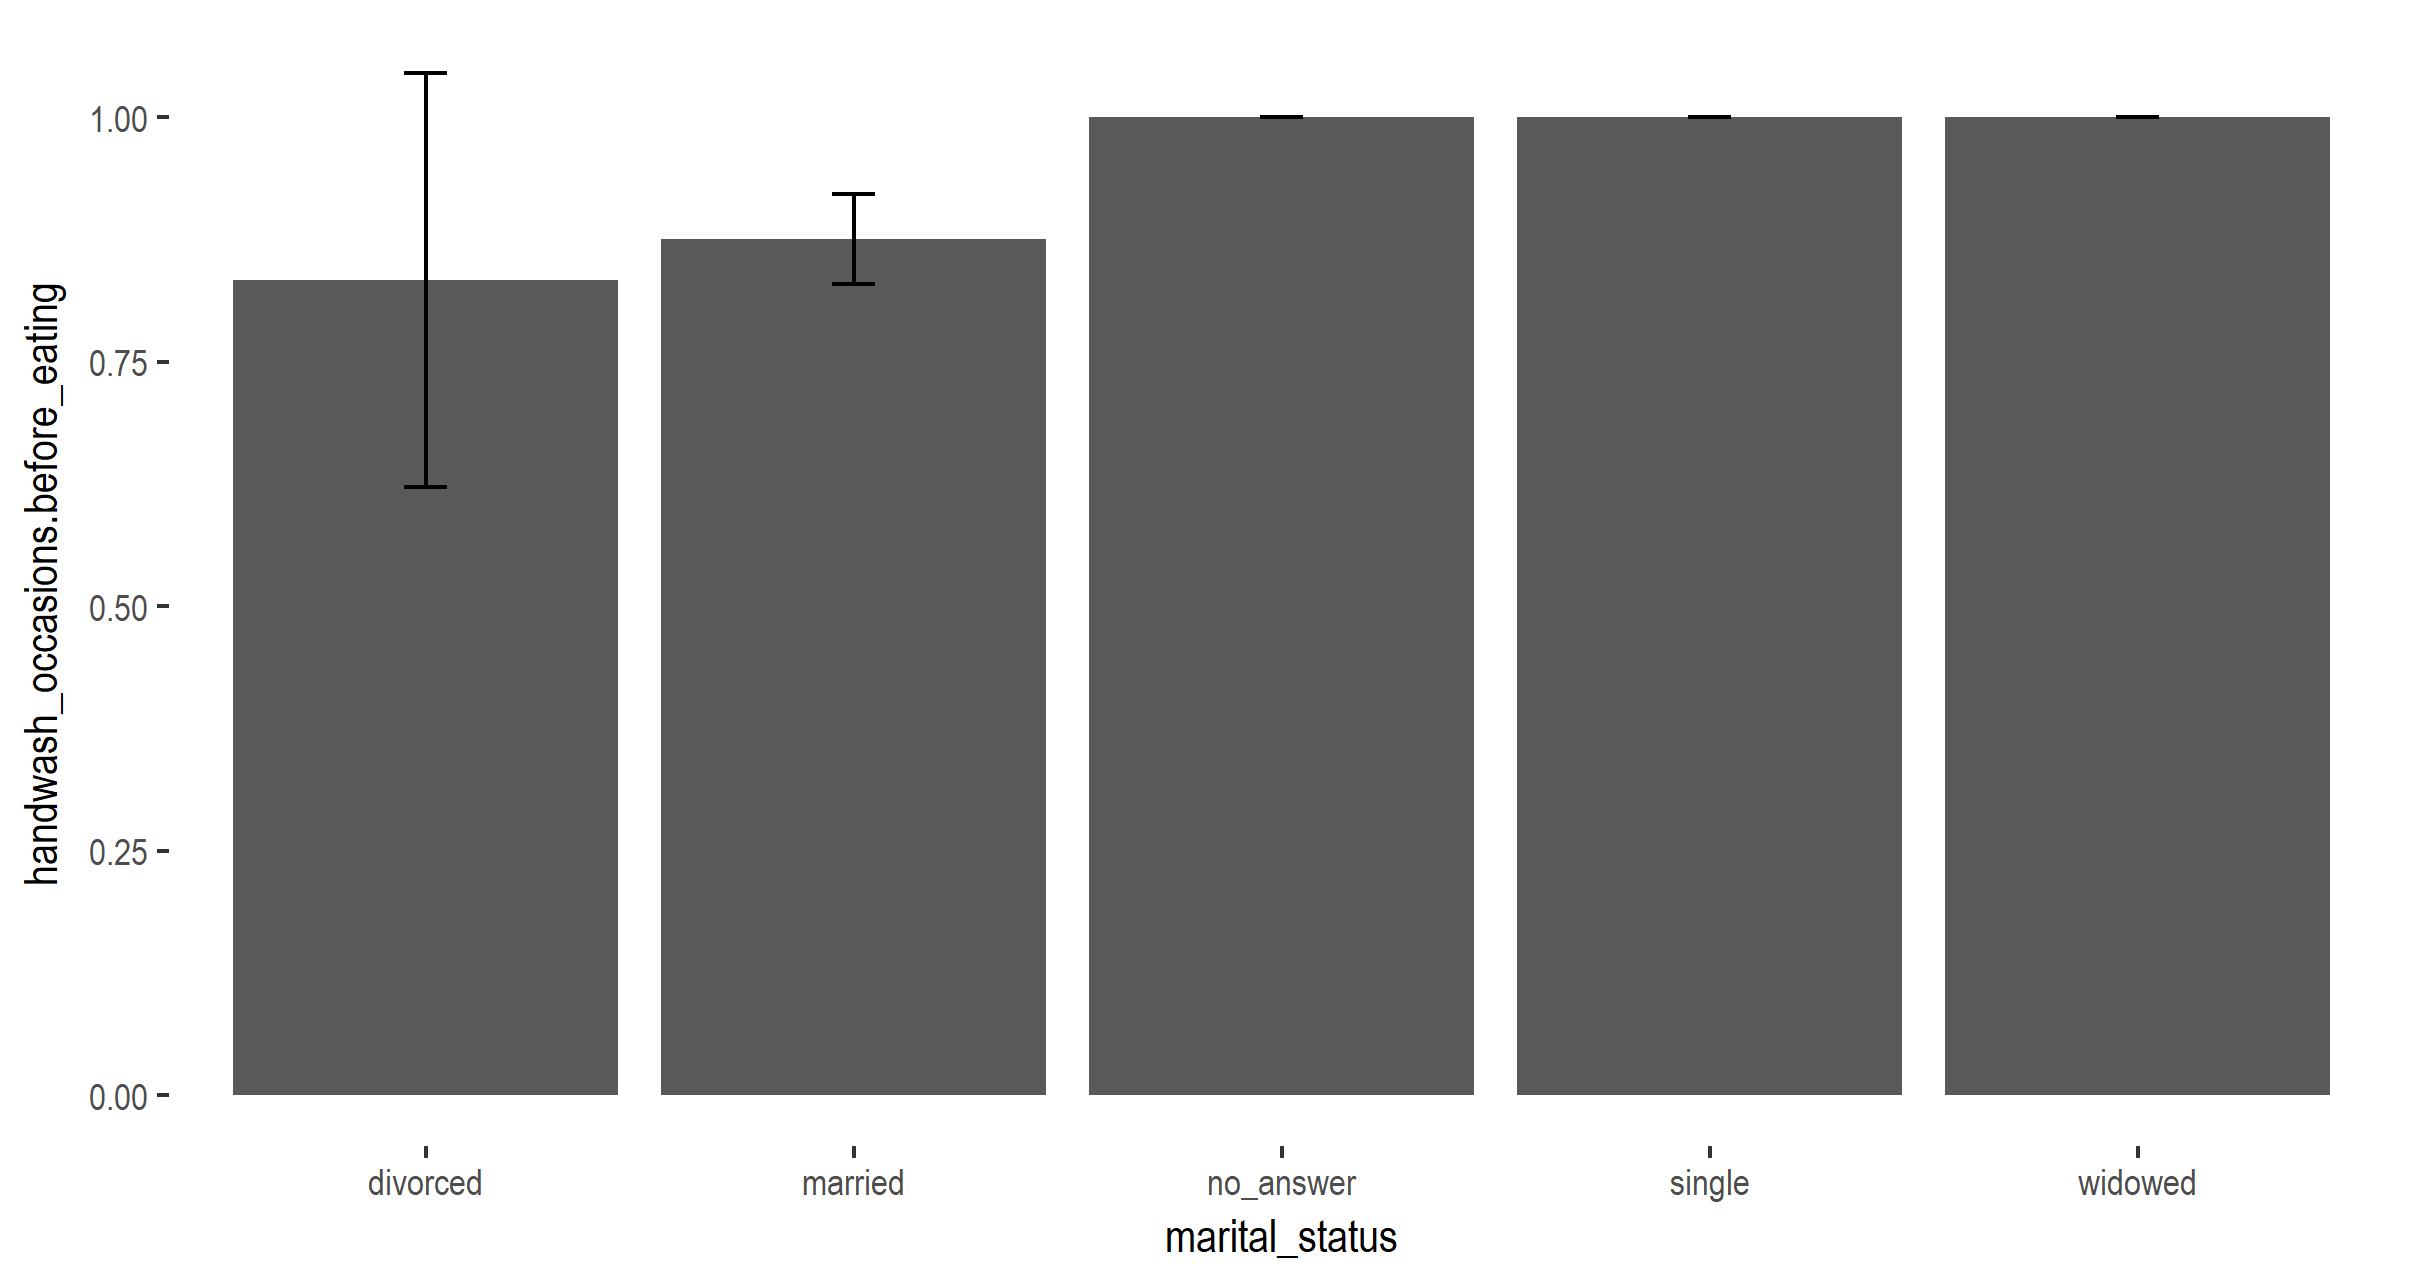 handwash_occasions.before_eating
1.00
0.75
0.50
0.25
0.00
divorced married no_answer single widowed
marital_status